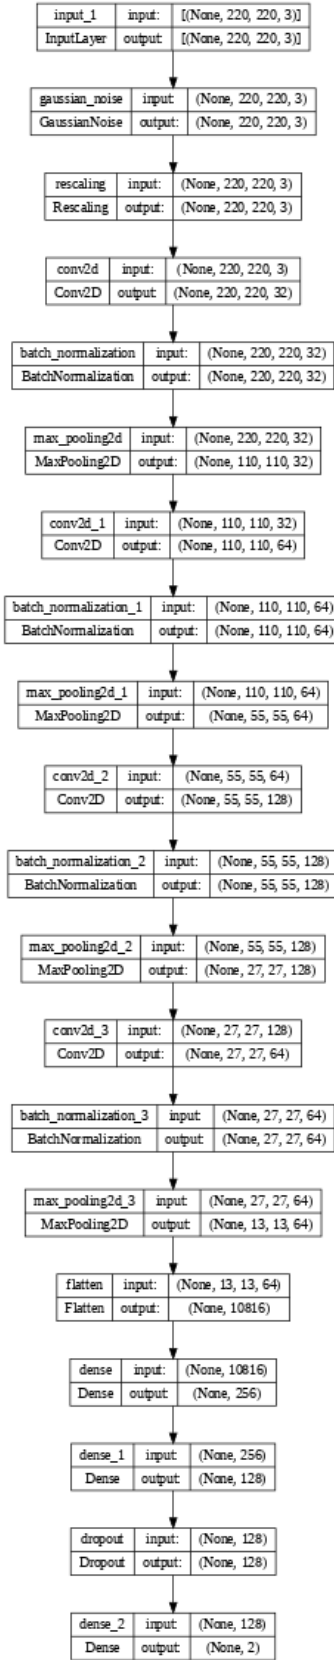 input_1 input: [(None, 220, 220, 3)]
InputLayer output: [(None, 220, 220, 3)]
gaussian_noise input: (None, 220, 220, 3)
GaussianNoise output: (None, 220, 220, 3)
rescaling input: (None, 220, 220, 3)
Rescaling output: (None, 220, 220, 3)
conv2d input: (None, 220, 220, 3)
Conv2D output: (None, 220, 220, 32)
batch_normalization input: (None, 220, 220, 32)
BatchNormalization output: (None, 220, 220, 32)
max_pooling2d input: (None, 220, 220, 32)
MaxPooling2D output: (None, 110, 110, 32)
conv2d_1 input: (None, 110, 110, 32)
Conv2D output: (None, 110, 110, 64)
batch_normalization_1 input: (None, 110, 110, 64)
BatchNormalization output: (None, 110, 110, 64)
max_pooling2d_1 input: (None, 110, 110, 64)
MaxPooling2D output: (None, 55, 55, 64)
conv2d_2 input: (None, 55, 55, 64)
Conv2D output: (None, 55, 55, 128)
batch_normalization_2 input: (None, 55, 55, 128)
BatchNormalization output: (None, 55, 55, 128)
max_pooling2d_2 input: (None, 55, 55, 128)
MaxPooling2D output: (None, 27, 27, 128)
conv2d_3 input: (None, 27, 27, 128)
Conv2D output: (None, 27, 27, 64)
batch_normalization_3 input: (None, 27, 27, 64)
BatchNormalization output: (None, 27, 27, 64)
max_pooling2d_3 input: (None, 27, 27, 64)
MaxPooling2D output: (None, 13, 13, 64)
flatten input: (None, 13, 13, 64)
Flatten output: (None, 10816)
dense input: (None, 10816)
Dense output: (None, 256)
dense_1 input: (None, 256)
Dense output: (None, 128)
dropout input: (None, 128)
Dropout output: (None, 128)
dense_2 input: (None, 128)
Dense output: (None, 2)